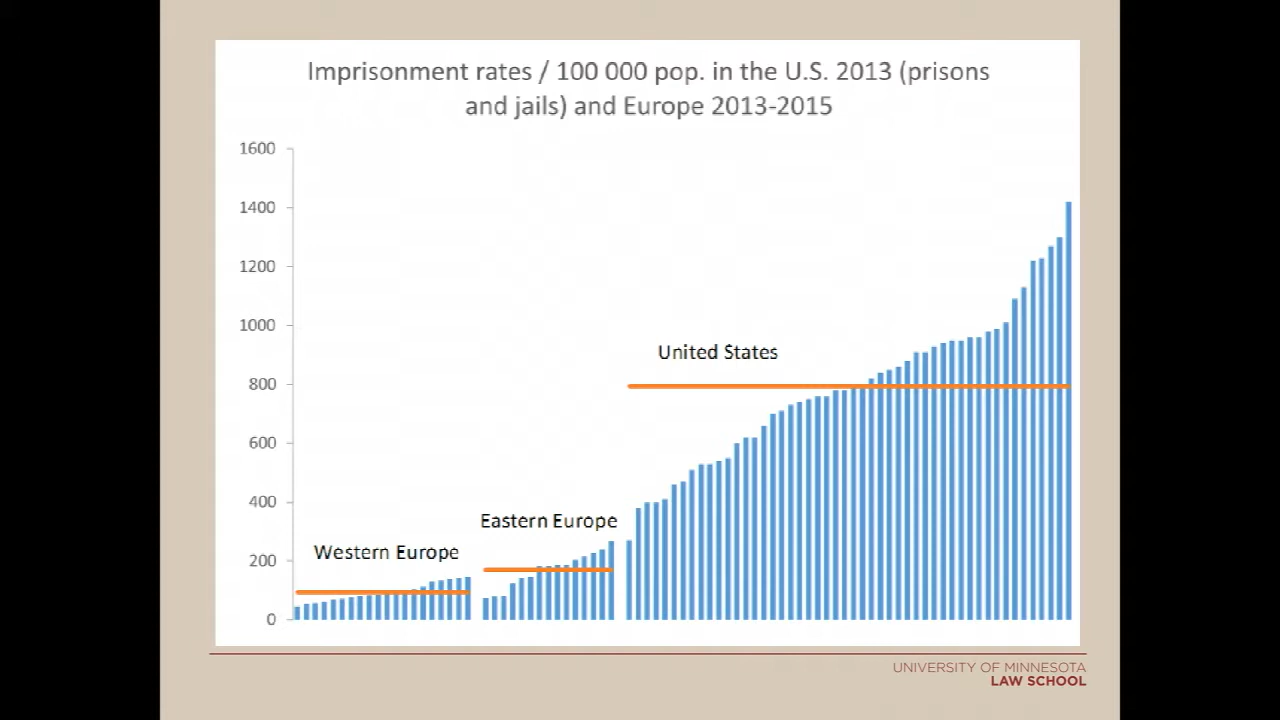 Imprisonment rates / 100 000 pop. in the U.S. 2013 (prisons
and jails) and Europe 2013-2015
1600
1400
1200
1000
800
600
400
200
0
United States
Eastern Europe
Western Europe
UNIVERSITY OF MINNESOTA
LAW SCHOOL